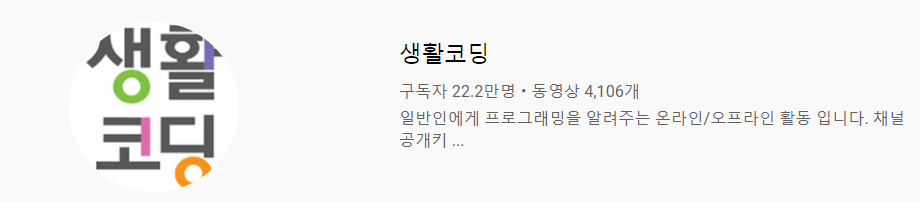 생활
코딩
생활코딩
구독자 22.2만명 • 동영상 4,106개
일반인에게 프로그래밍을 알려주는 온라인/오프라인 활동 입니다. 채널
공개키 ...